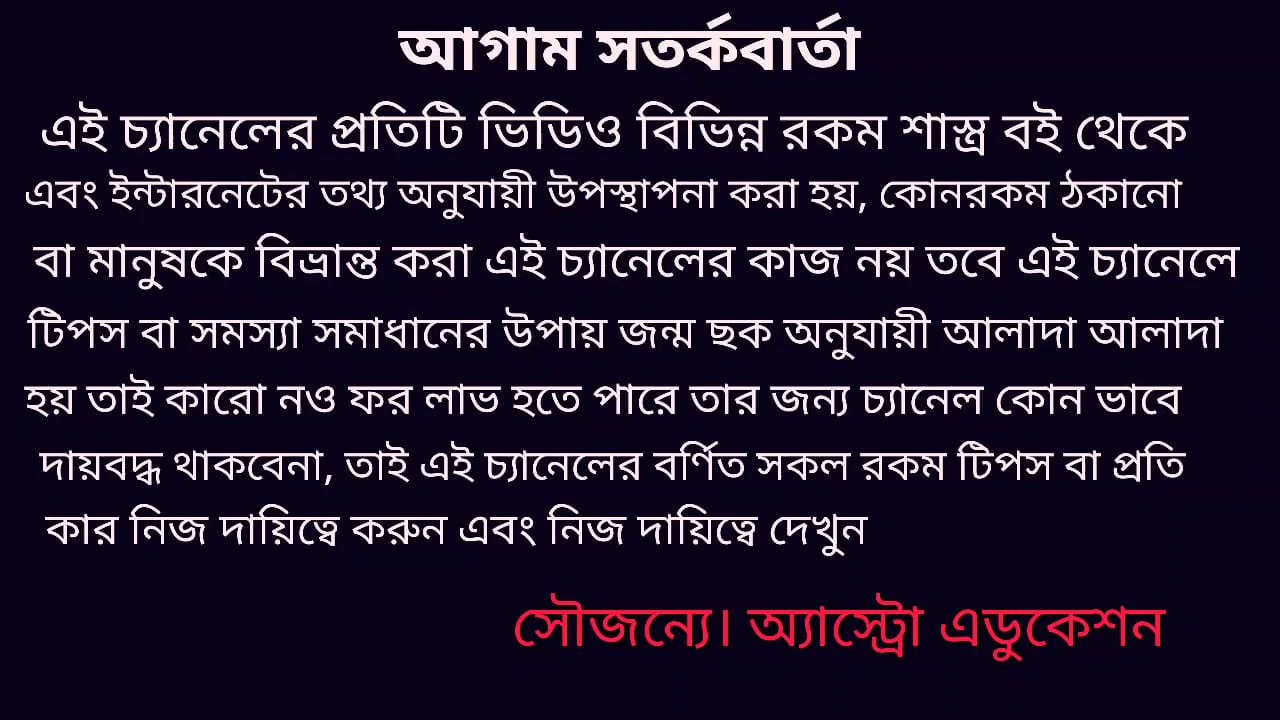 আগাম সতর্কবার্তা
এই চ্যানেলের প্রতিটি ভিডিও বিভিন্ন রকম শাস্ত্র বই থেকে
এবং ইন্টারনেটের তথ্য অনুযায়ী উপস্থাপনা করা হয়, কোনরকম ঠকানো
বা মানুষকে বিভ্রান্ত করা এই চ্যানেলের কাজ নয় তবে এই চ্যানেলে
টিপস বা সমস্যা সমাধানের উপায় জন্ম ছক অনুযায়ী আলাদা আলাদা
হয় তাই কারো নও ফর লাভ হতে পারে তার জন্য চ্যানেল কোন ভাবে
দায়বদ্ধ থাকবেনা, তাই এই চ্যানেলের বর্ণিত সকল রকম টিপস বা প্রতি
কার নিজ দায়িত্বে করুন এবং নিজ দায়িত্বে দেখুন
সৌজন্যে। অ্যাস্ট্রো এডুকেশন